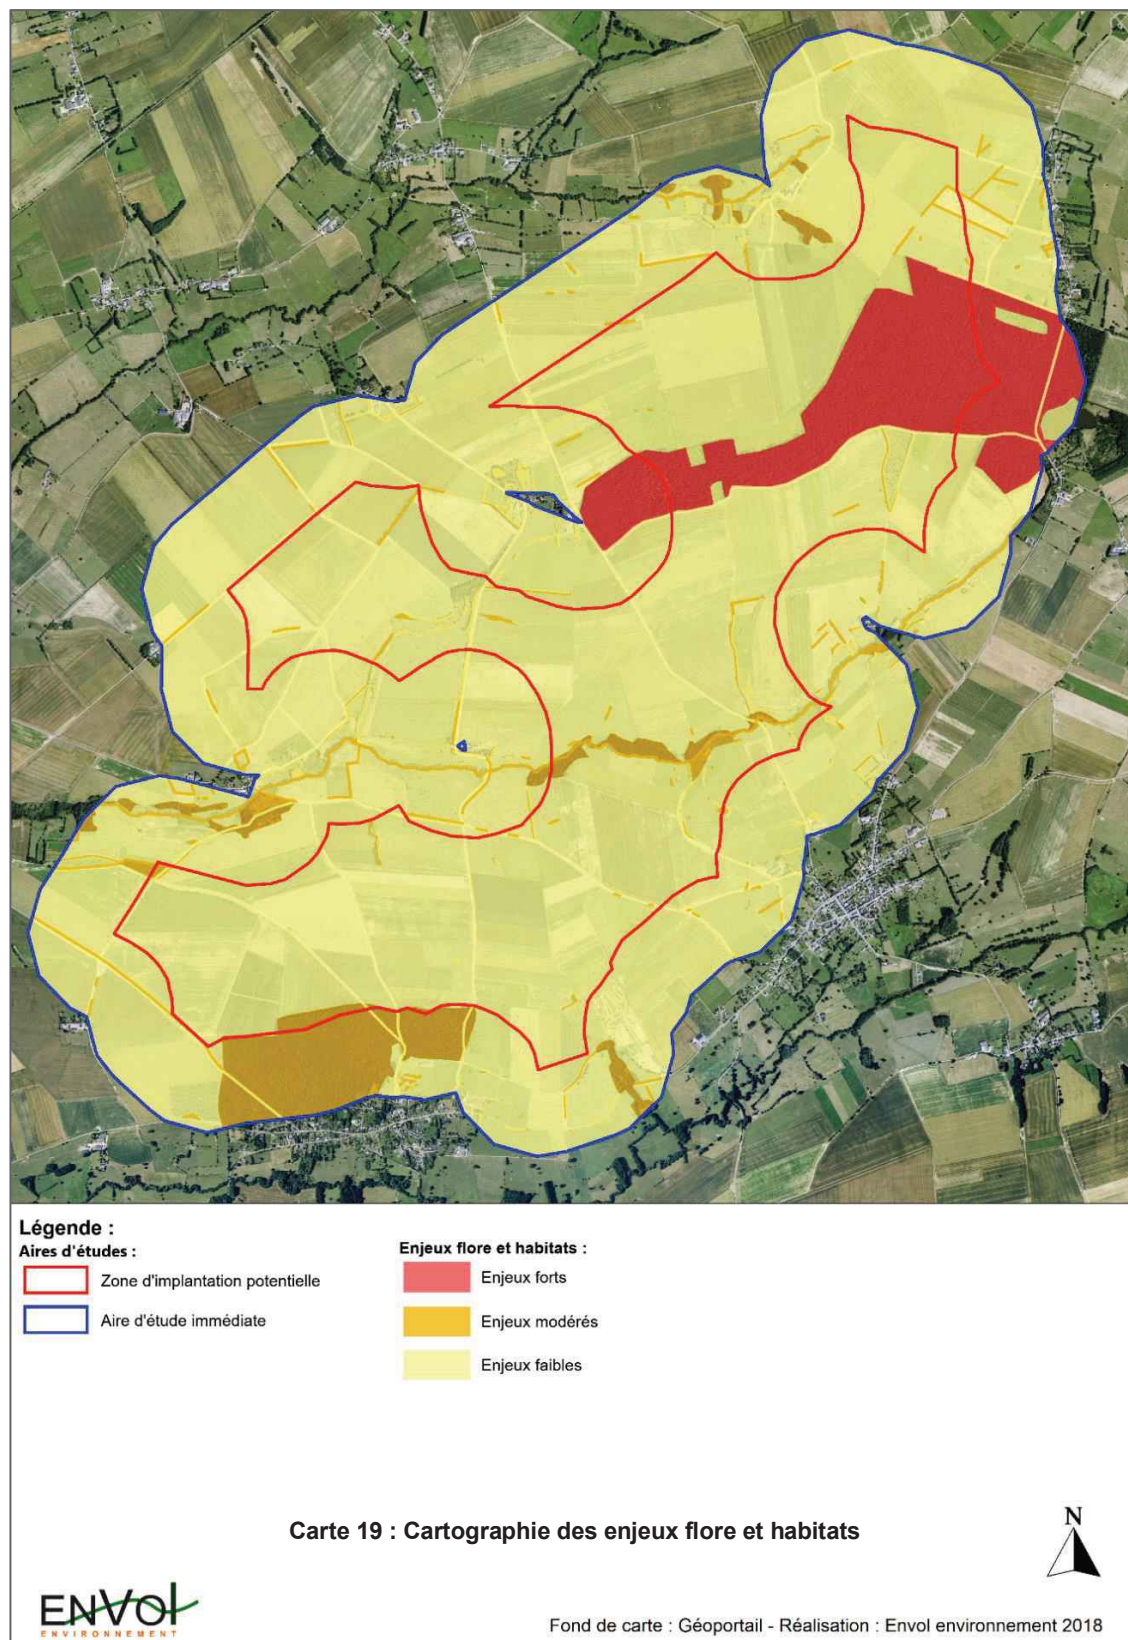 Légende :
Aires d'études :
Zone d'implantation potentielle
Aire d'étude immédiate
Enjeux flore et habitats :
Enjeux forts
Enjeux modérés
Enjeux faibles
Carte 19 : Cartographie des enjeux flore et habitats
N
ENVOl
ENVIRONNEMENT
Fond de carte : Géoportail - Réalisation : Envol environnement 2018